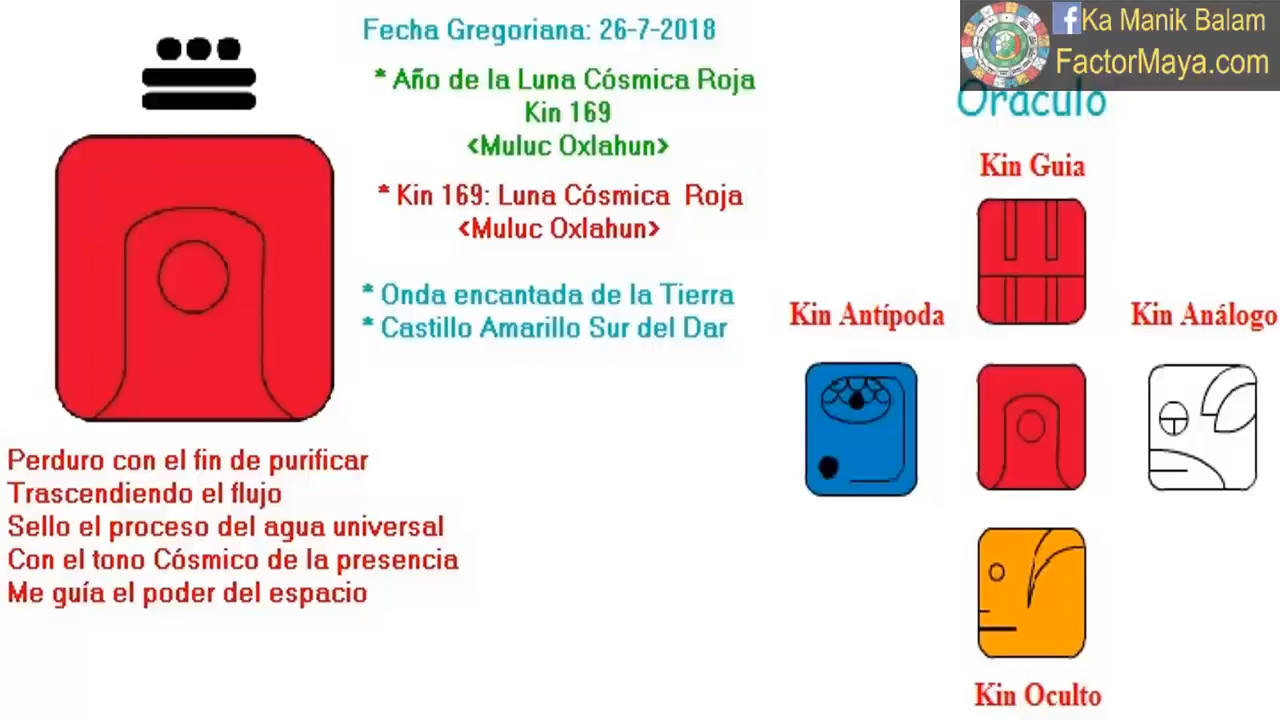 Fecha Gregoriana: 26-7-2018
* Año de la Luna Cósmica Roja
Kin 169
<Muluc Oxlahun>
* Kin 169: Luna Cósmica Roja
<Muluc Oxlahun>
* Onda encantada de la Tierra
* Castillo Amarillo Sur del Dar
Perduro con el fin de purificar
Trascendiendo el flujo
Sello el proceso del agua universal
Con el tono Cósmico de la presencia
Me guía el poder del espacio
Ka Manik Balam
FactorMaya.com
Oráculo
Kin Guia
Kin Antípoda
Kin Análogo
Kin Oculto